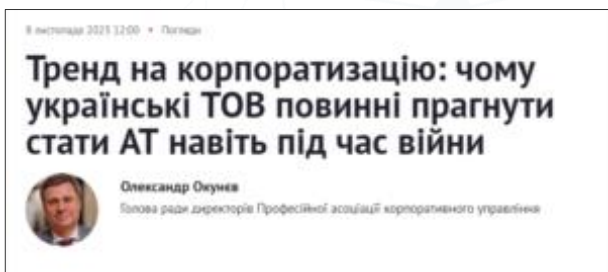 8 листопада 2023 12:00 • Погляди
Тренд на корпоратизацію: чому
українські ТОВ повинні прагнути
стати АТ навіть під час війни
Олександр Окунєв
Голова ради директорів Професійної асоціації корпоративного управління